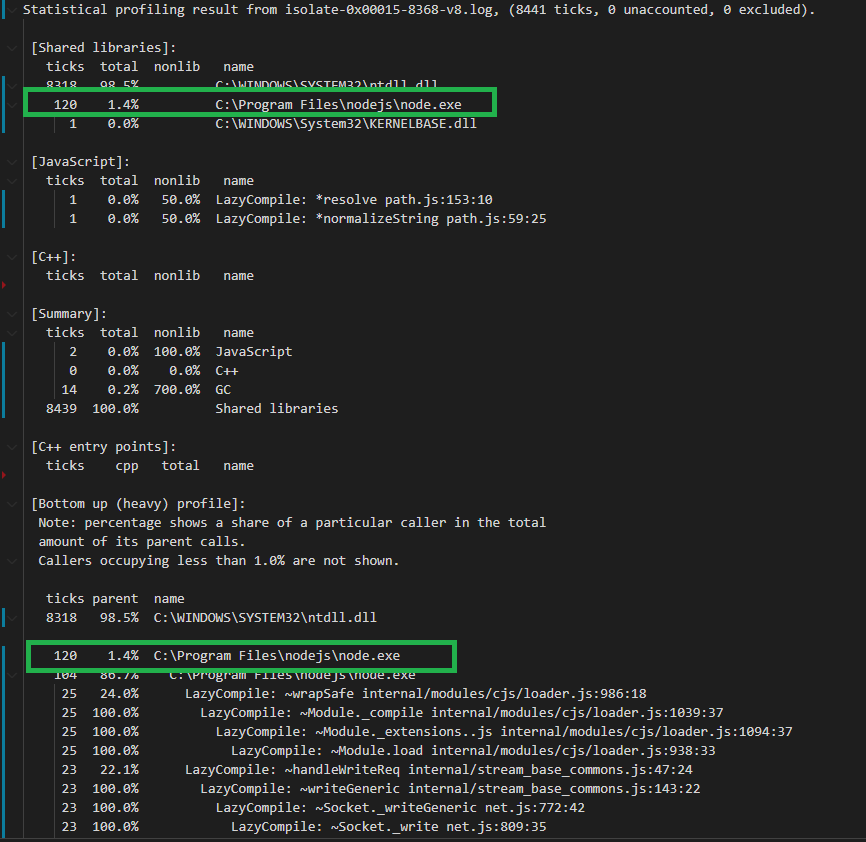 Statistical profiling result from isolate-0x00015-8368-v8.log, (8441 ticks, 0 unaccounted, 0 excluded).
[Shared libraries]:
ticks total nonlib name
8318 98.5% C:\WINDOWS\SYSTEM32\ntdll.dll
120 1.4% C:\Program Files\nodejs\node.exe
1 0.0% C:\WINDOWS\System32\KERNELBASE.dll
[JavaScript]:
ticks total nonlib name
1 0.0% 50.0% LazyCompile: *resolve path.js:153:10
1 0.0% 50.0% LazyCompile: *normalizeString path.js:59:25
[C++]:
ticks total nonlib name
[Summary]:
ticks total nonlib name
2 0.0% 100.0% JavaScript
0 0.0% 0.0% C++
14 0.2% 700.0% GC
8439 100.0% Shared libraries
[C++ entry points]:
ticks cpp total name
[Bottom up (heavy) profile]:
Note: percentage shows a share of a particular caller in the total
amount of its parent calls.
Callers occupying less than 1.0% are not shown.
ticks parent name
8318 98.5% C:\WINDOWS\SYSTEM32\ntdll.dll
120 1.4% C:\Program Files\nodejs\node.exe
104 86.7% C:\Program Files\nodejs\node.exe
25 24.0% LazyCompile: ~wrapSafe internal/modules/cjs/loader.js:986:18
25 100.0% LazyCompile: ~Module._compile internal/modules/cjs/loader.js:1039:37
25 100.0% LazyCompile: ~Module._extensions..js internal/modules/cjs/loader.js:1094:37
25 100.0% LazyCompile: ~Module.load internal/modules/cjs/loader.js:938:33
23 22.1% LazyCompile: ~handleWriteReq internal/stream_base_commons.js:47:24
23 100.0% LazyCompile: ~writeGeneric internal/stream_base_commons.js:143:22
23 100.0% LazyCompile: ~Socket._writeGeneric net.js:772:42
23 100.0% LazyCompile: ~Socket._write net.js:809:35